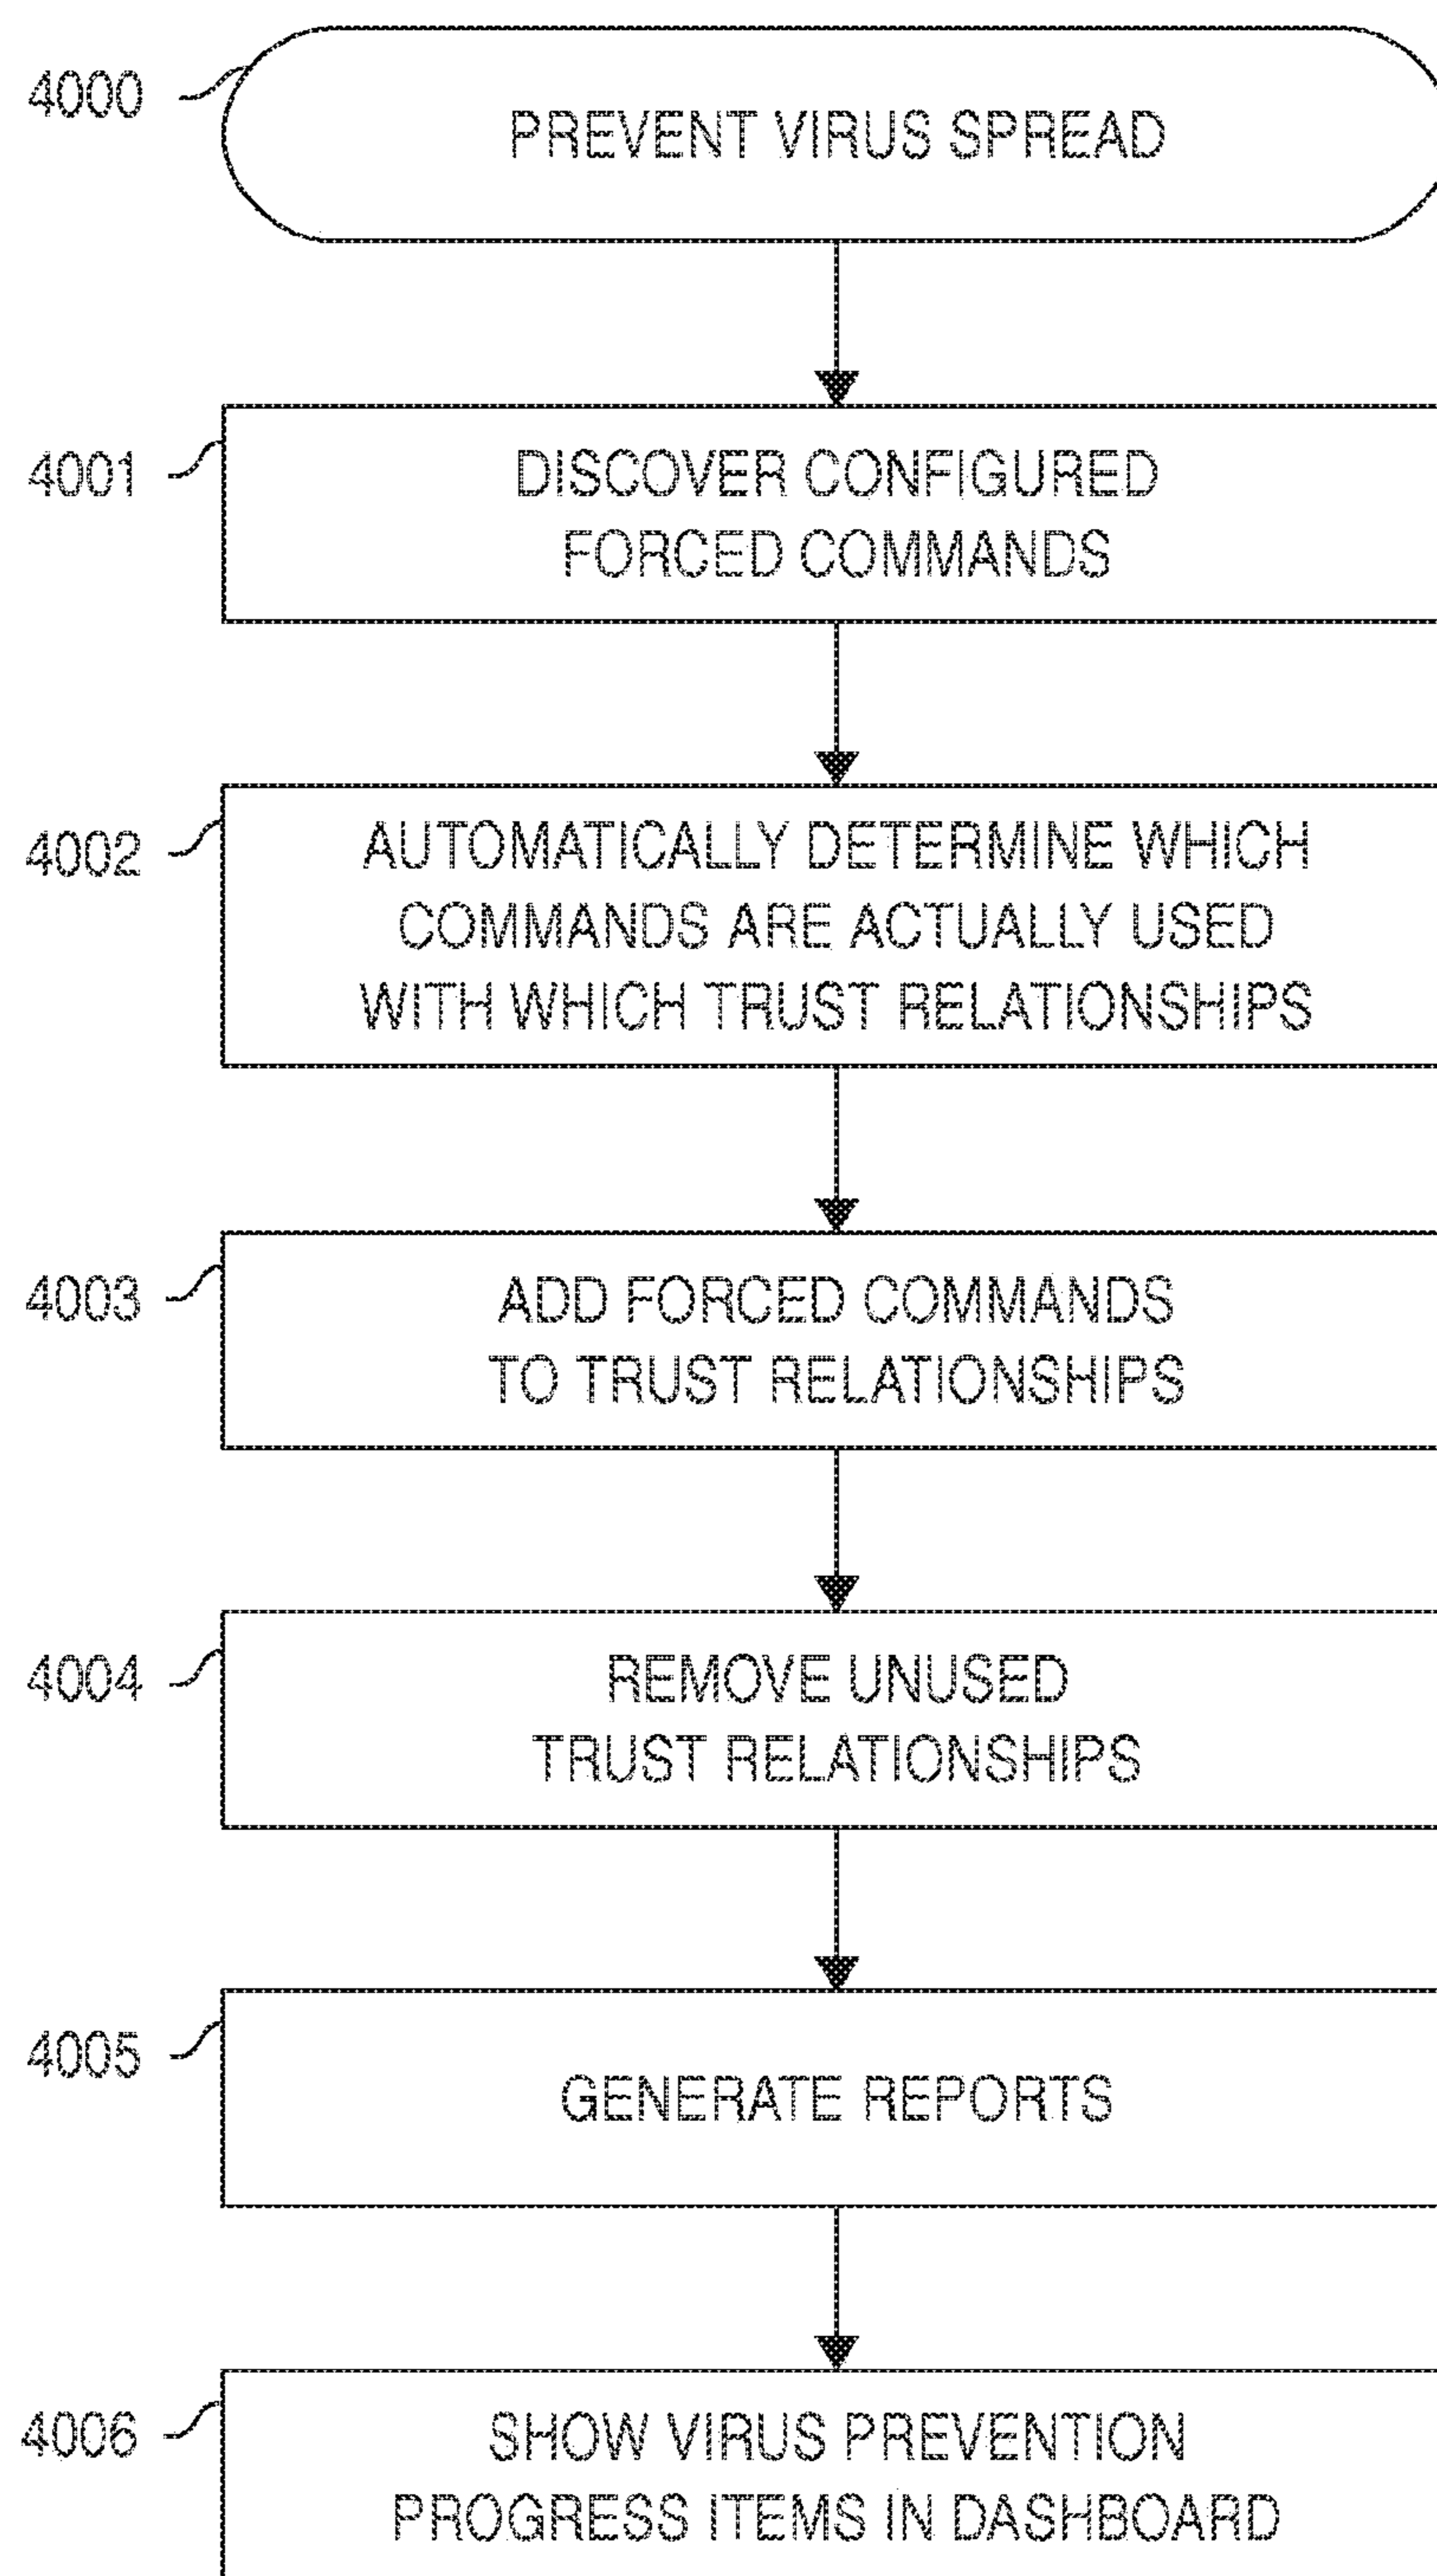 4000
PREVENT VIRUS SPREAD
4001
DISCOVER CONFIGURED
FORCED COMMANDS
4002
AUTOMATICALLY DETERMINE WHICH
COMMANDS ARE ACTUALLY USED
WITH WHICH TRUST RELATIONSHIPS
4003
ADD FORCED COMMANDS
TO TRUST RELATIONSHIPS
4004
REMOVE UNUSED
TRUST RELATIONSHIPS
4005
GENERATE REPORTS
4006
SHOW VIRUS PREVENTION
PROGRESS ITEMS IN DASHBOARD